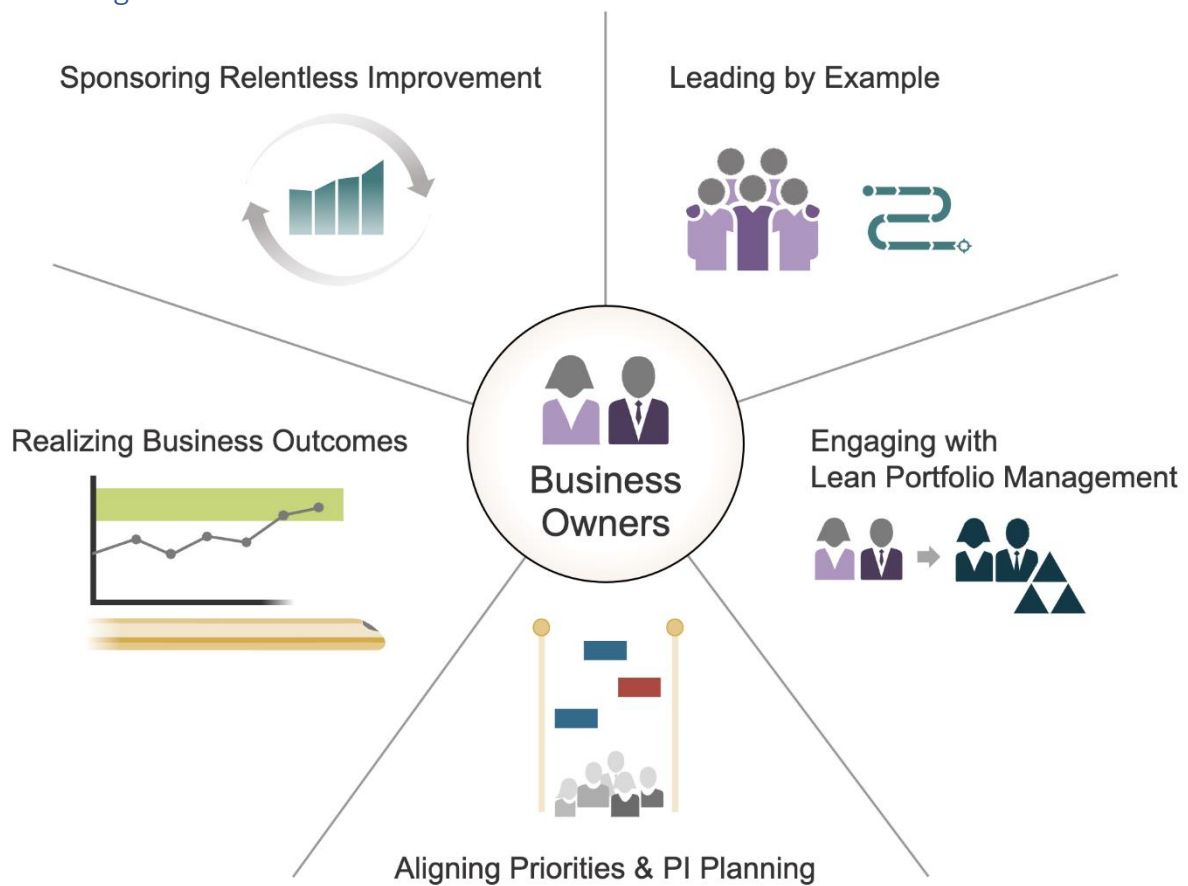 Sponsoring Relentless Improvement
Leading by Example
Business
Owners
Realizing Business Outcomes
Engaging with
Lean Portfolio Management
Aligning Priorities & PI Planning